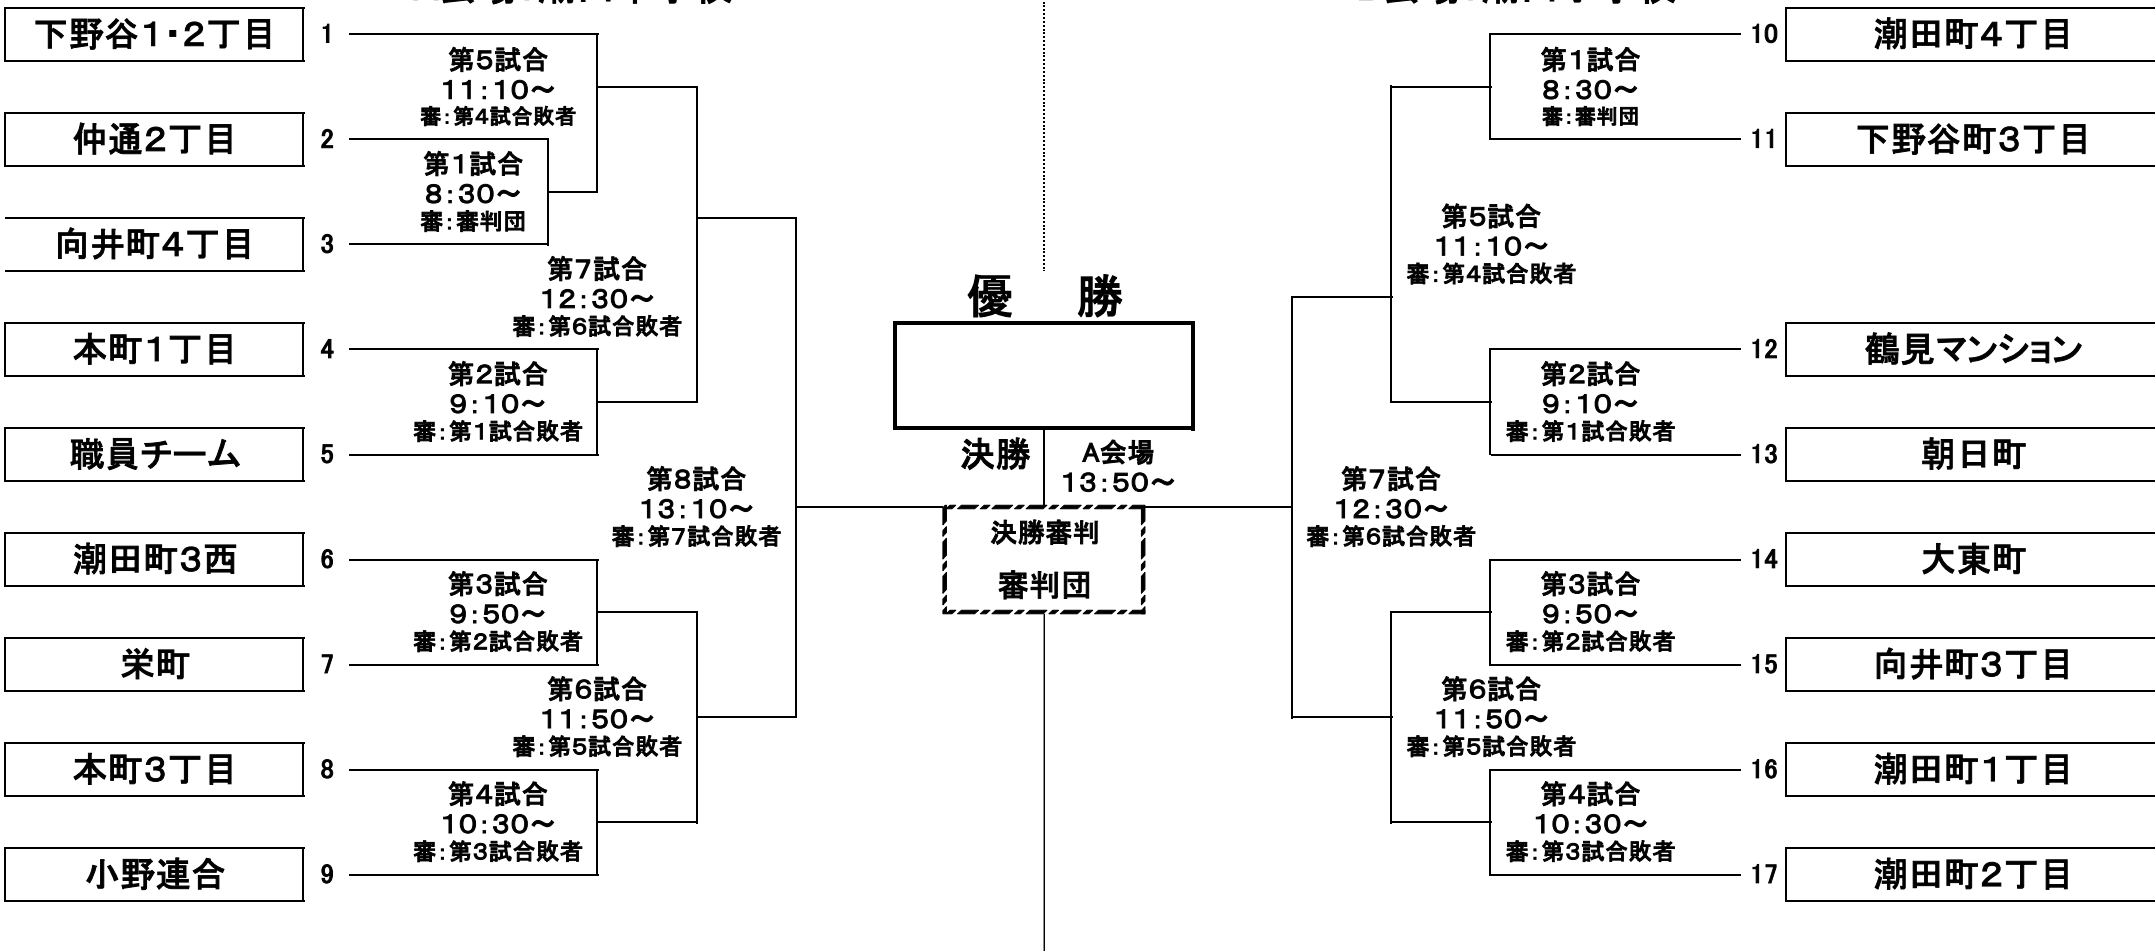 下野谷1・2丁目
1
第5試合
11:10～
審:第4試合敗者
仲通2丁目
2
第1試合
8:30～
審:審判団
向井町4丁目
3
第7試合
12:30～
審:第6試合敗者
本町1丁目
4
第2試合
9:10～
審:第1試合敗者
職員チーム
5
第8試合
13:10～
審:第7試合敗者
潮田町3西
6
第3試合
9:50～
審:第2試合敗者
栄町
7
第6試合
11:50～
審:第5試合敗者
本町3丁目
8
第4試合
10:30～
審:第3試合敗者
小野連合
9
優　勝
決勝
A会場
13:50～
決勝審判
審判団
10
潮田町4丁目
第1試合
8:30～
審:審判団
11
下野谷町3丁目
第5試合
11:10～
審:第4試合敗者
12
鶴見マンション
第2試合
9:10～
審:第1試合敗者
13
朝日町
第7試合
12:30～
審:第6試合敗者
14
大東町
第3試合
9:50～
審:第2試合敗者
15
向井町3丁目
第6試合
11:50～
審:第5試合敗者
16
潮田町1丁目
第4試合
10:30～
審:第3試合敗者
17
潮田町2丁目